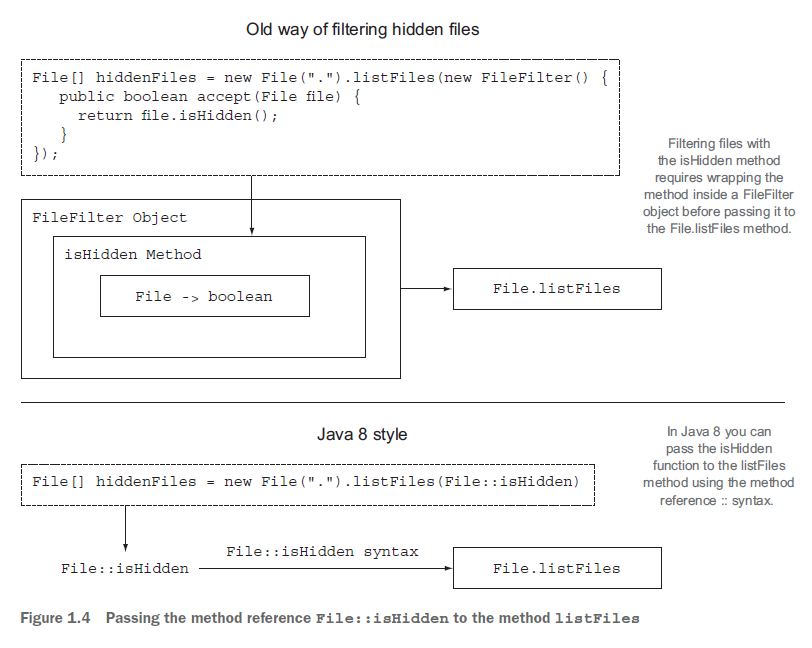 Old way of filtering hidden files
File[] hiddenFiles = new File(".").listFiles(new FileFilter() {
public boolean accept(File file) {
return file.isHidden();
}
});
Filtering files with
the isHidden method
requires wrapping the
method inside a FileFilter
object before passing it to
the File.listFiles method.
FileFilter Object
isHidden Method
File -> boolean
File.listFiles
Java 8 style
In Java 8 you can
pass the isHidden
function to the listFiles
method using the method
reference :: syntax.
File[] hiddenFiles = new File(".").listFiles(File::isHidden)
File::isHidden
File::isHidden syntax
File.listFiles
Figure 1.4 Passing the method reference File::isHidden to the method listFiles